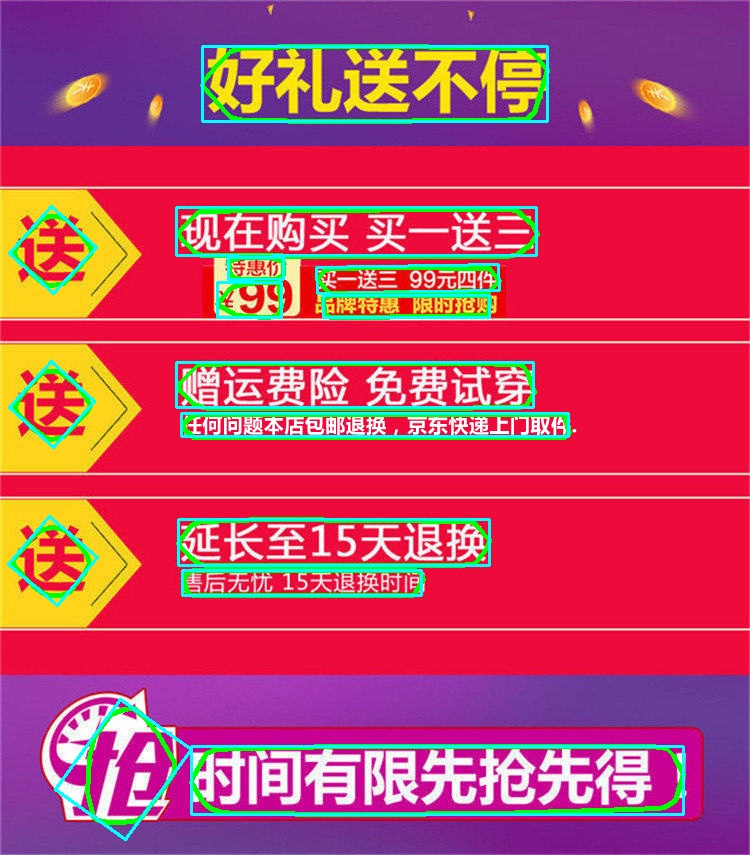 好礼送不停
送
现在购买 买一送三
特惠价
¥99
买一送三 99元四件
品牌特惠 限时抢购
送
赠运费险 免费试穿
任何问题本店包邮退换，京东快递上门取件.
送
延长至15天退换
售后无忧 15天退换时间
抢
时间有限先抢先得